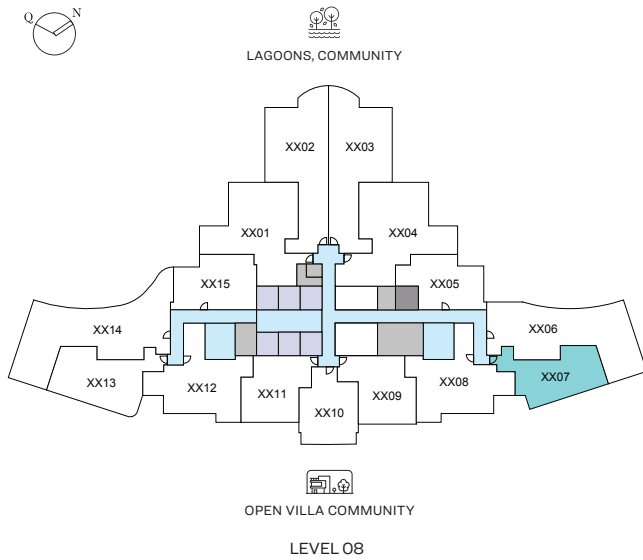 Q N
LAGOONS, COMMUNITY
XX02 XX03
XX01 XX04
XX15 XX05
XX14 XX06
XX13 XX12 XX11 XX10 XX09 XX08 XX07
OPEN VILLA COMMUNITY
LEVEL 08